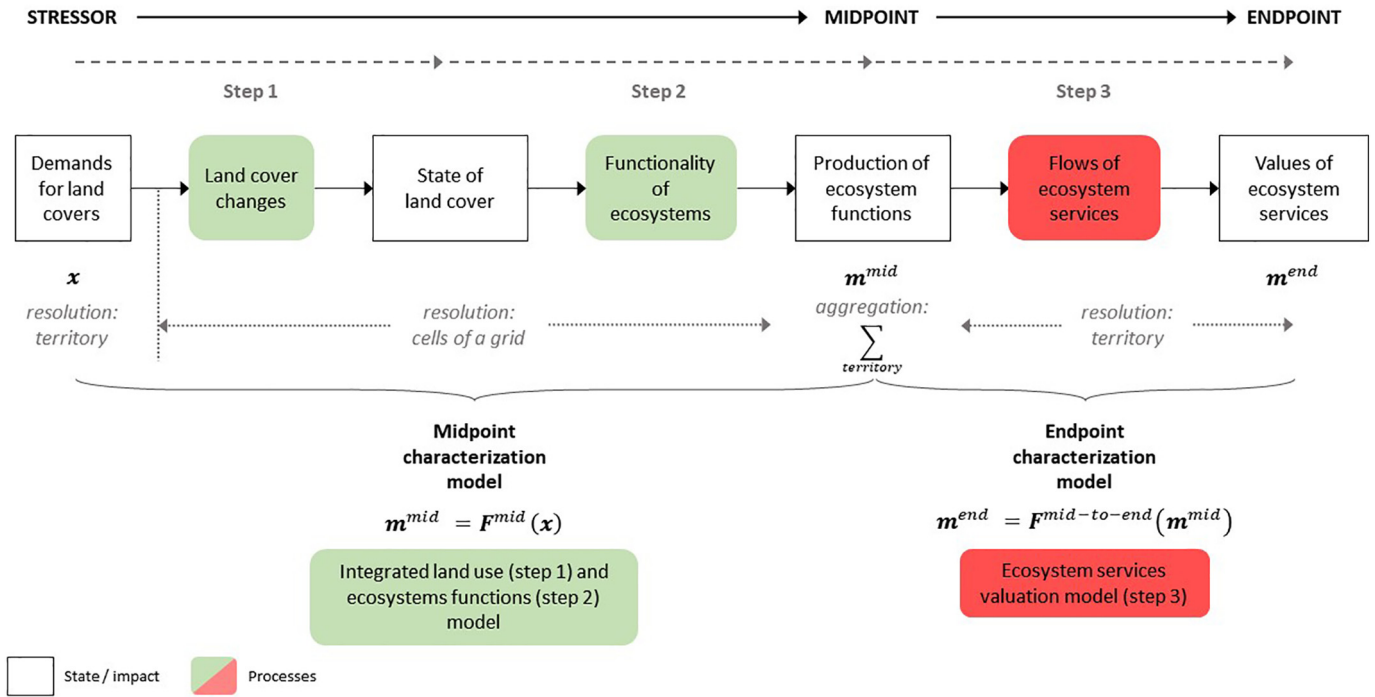 STRESSOR
MIDPOINT
ENDPOINT
Step 1
Step 2
Step 3
Demands
for land
covers
Land cover
changes
State of
land cover
Functionality
of
ecosystems
Production of
ecosystem
functions
Flows of
ecosystem
services
Values of
ecosystem
services
x
m^mid
m^end
resolution:
territory
resolution:
cells of a grid
aggregation:
∑
territory
resolution:
territory
Midpoint
characterization
model
m^mid = F^mid(x)
Integrated land use (step 1) and
ecosystems functions (step 2)
model
Endpoint
characterization
model
m^end = F^mid-to-end(m^mid)
Ecosystem services
valuation model (step 3)
State / impact
Processes